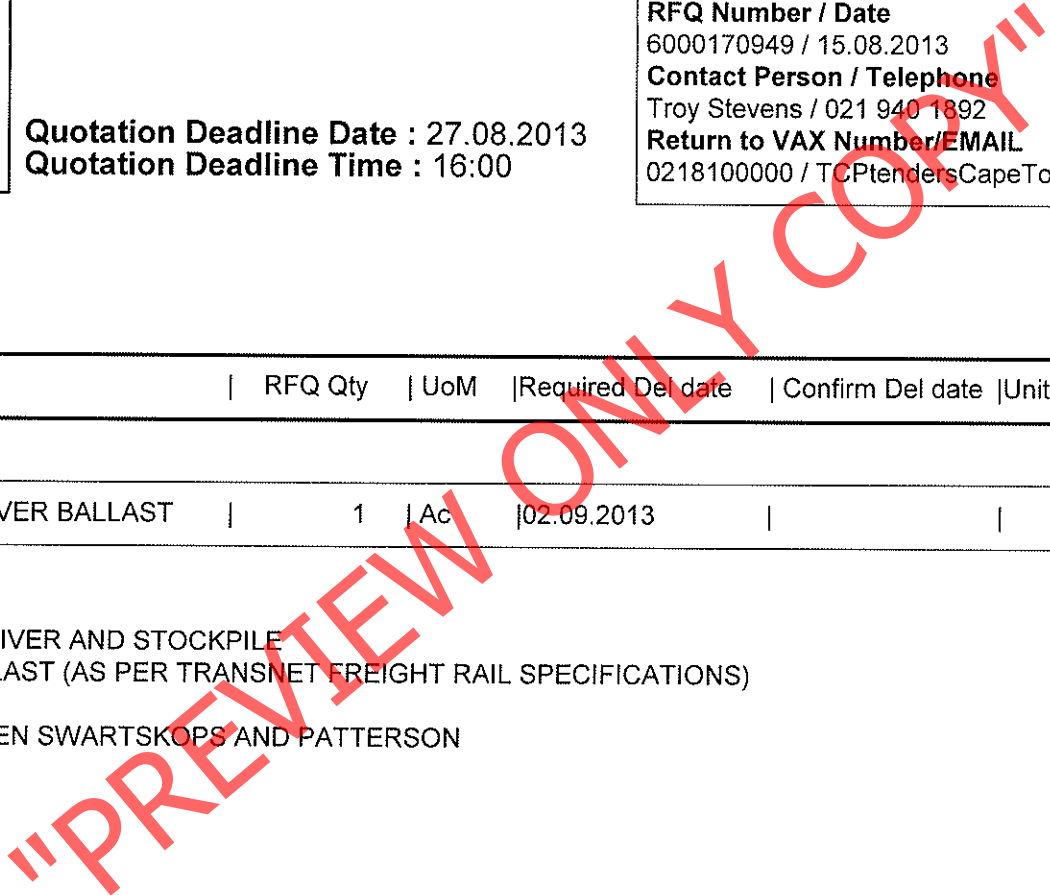 RFQ Number / Date
6000170949 / 15.08.2013
Contact Person / Telephone
Troy Stevens / 021 940 1892
Return to VAX Number/EMAIL
0218100000 / TCPtendersCapeTo
Quotation Deadline Date : 27.08.2013
Quotation Deadline Time : 16:00
| RFQ Qty | UoM |Required Del date | Confirm Del date |Unit
VER BALLAST | 1 | Ac |02.09.2013 | |
IVER AND STOCKPILE
LAST (AS PER TRANSNET FREIGHT RAIL SPECIFICATIONS)
EN SWARTSKOPS AND PATTERSON
"PREVIEW ONLY COPY"